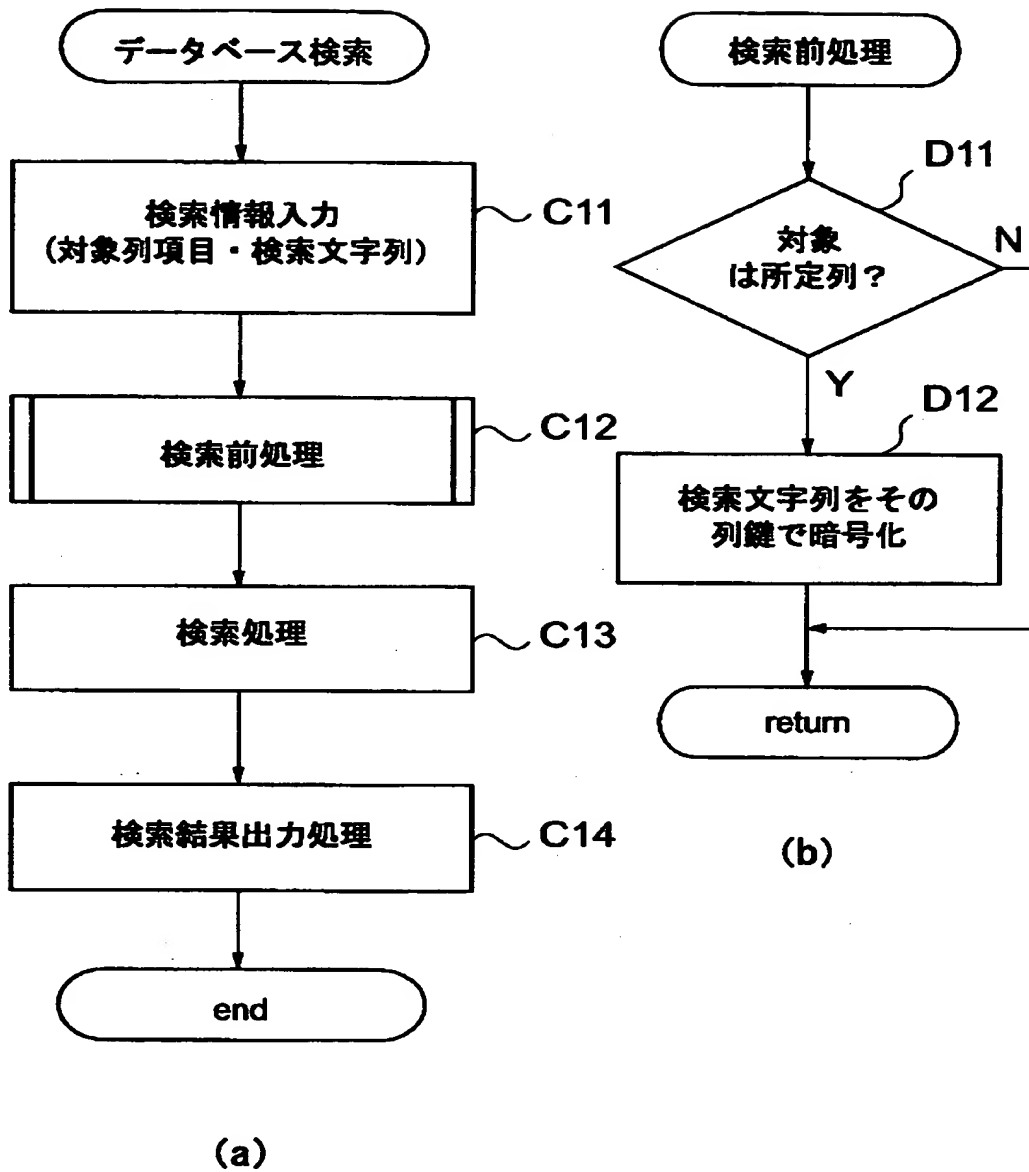 データベース検索
検索情報入力
(対象列項目・検索文字列)
C11
検索前処理
C12
検索処理
C13
検索結果出力処理
C14
end
(a)
検索前処理
D11
対象
は所定列？
N
Y
D12
検索文字列をその
列鍵で暗号化
return
(b)